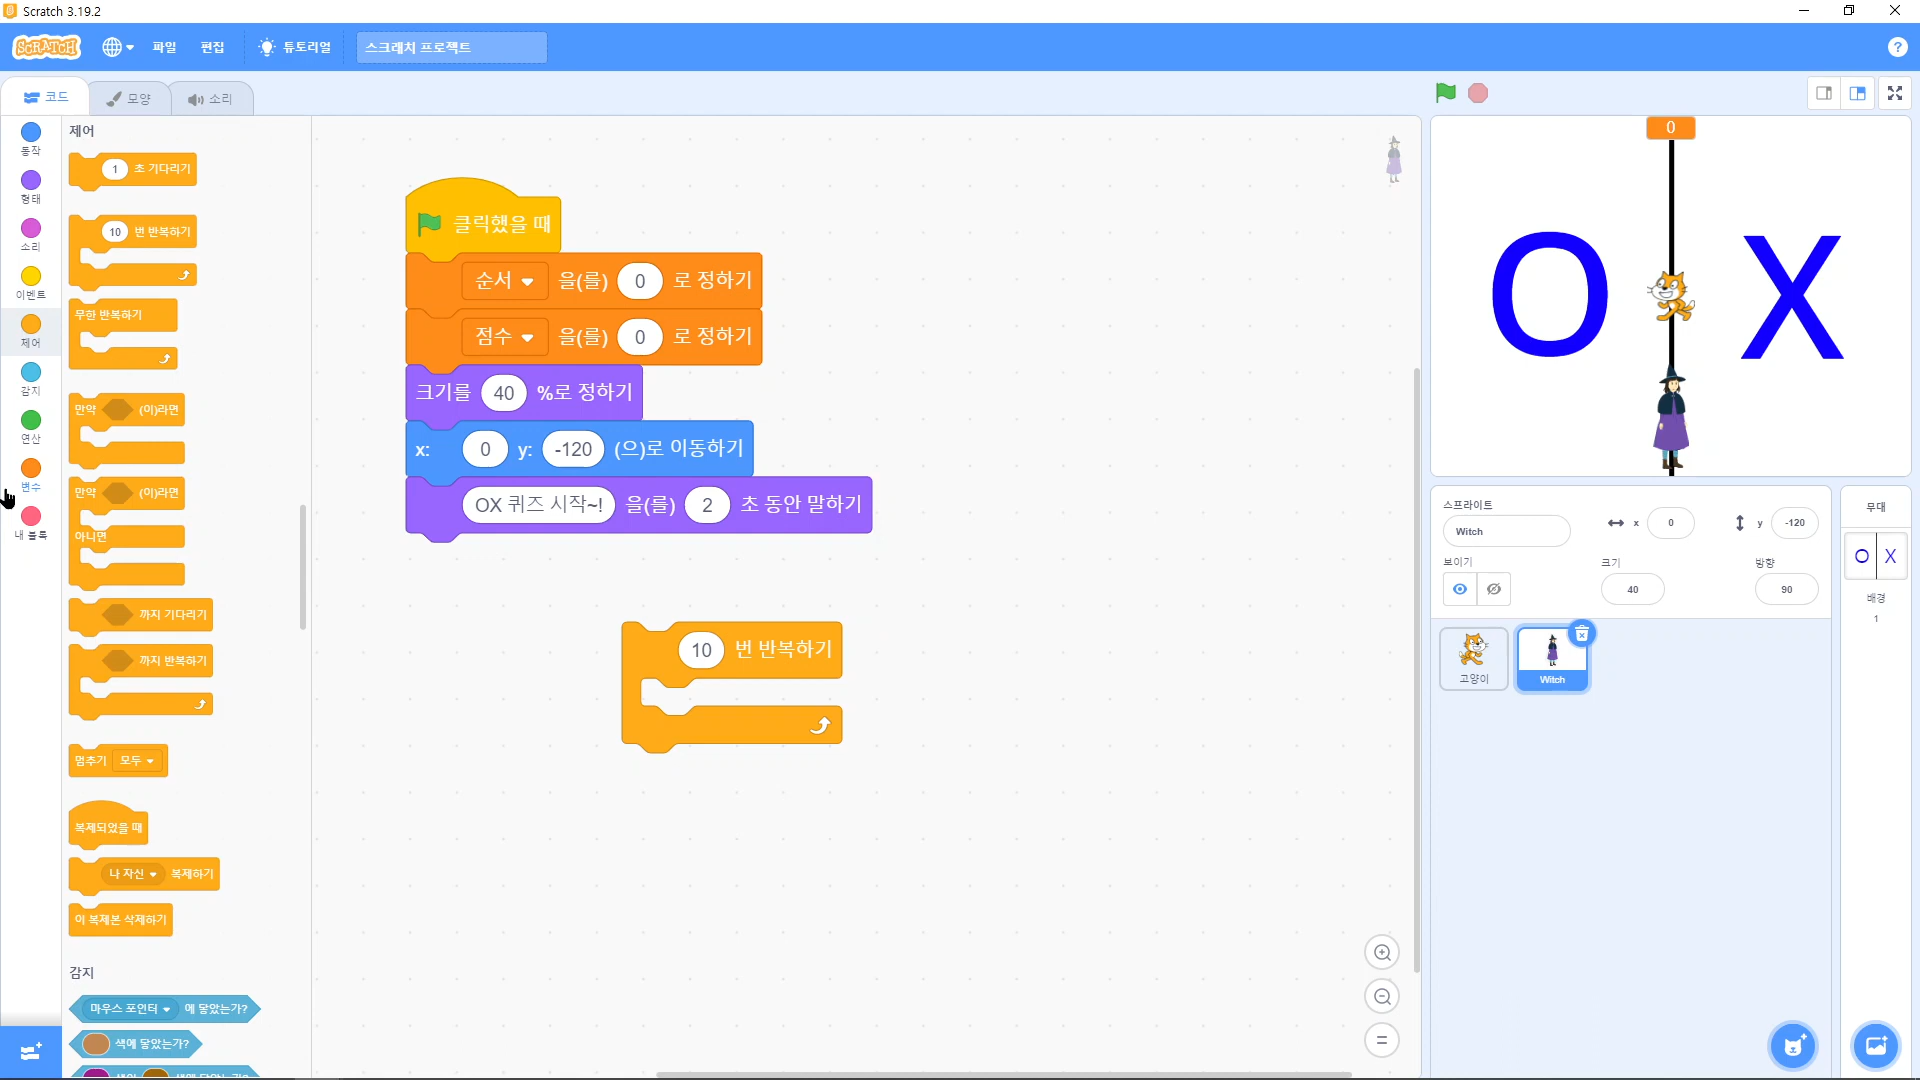 Scratch 3.19.2
SCRATCH 파일 편집 튜토리얼 스크래치 프로젝트 ?
코드 모양 소리
동작
형태
소리
이벤트
제어
감지
연산
변수
내 블록
제어
1 초 기다리기
10 번 반복하기
무한 반복하기
만약 (이)라면
만약 (이)라면
아니면
까지 기다리기
까지 반복하기
멈추기 모두
복제되었을 때
나 자신 복제하기
이 복제본 삭제하기
감지
마우스 포인터 에 닿았는가?
색에 닿았는가?
클릭했을 때
순서 을(를) 0 로 정하기
점수 을(를) 0 로 정하기
크기를 40 %로 정하기
x: 0 y: -120 (으)로 이동하기
OX 퀴즈 시작~! 을(를) 2 초 동안 말하기
10 번 반복하기
0
O X
스프라이트
Witch
x 0 y -120
보이기 크기 방향
40 90
고양이
Witch
무대
O X
배경
1